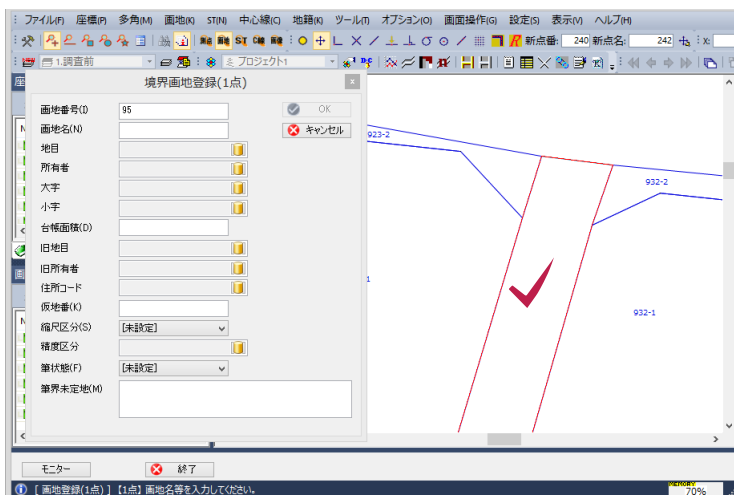 ファイル(F) 座標(P) 多角(M) 画地(K) ST(N) 中心線(C) 地籍(K) ツール(T) オプション(O) 画面操作(G) 設定(S) 表示(V) ヘルプ(H)
新点番: 240 新点名: 242 x:
1.調査前 プロジェクト1
境界画地登録(1点) x
画地番号(I) 95 OK
画地名(N) キャンセル
地目
所有者
大字
小字
台帳面積(D)
旧地目
旧所有者
住所コード
仮地番(K)
縮尺区分(S) [未設定]
精度区分
筆状態(F) [未設定]
筆界未定地(M)
923-2
932-2
1
932-1
モニター 終了
[ 画地登録(1点) ] 【1点】画地名等を入力してください。
MEMORY
70%